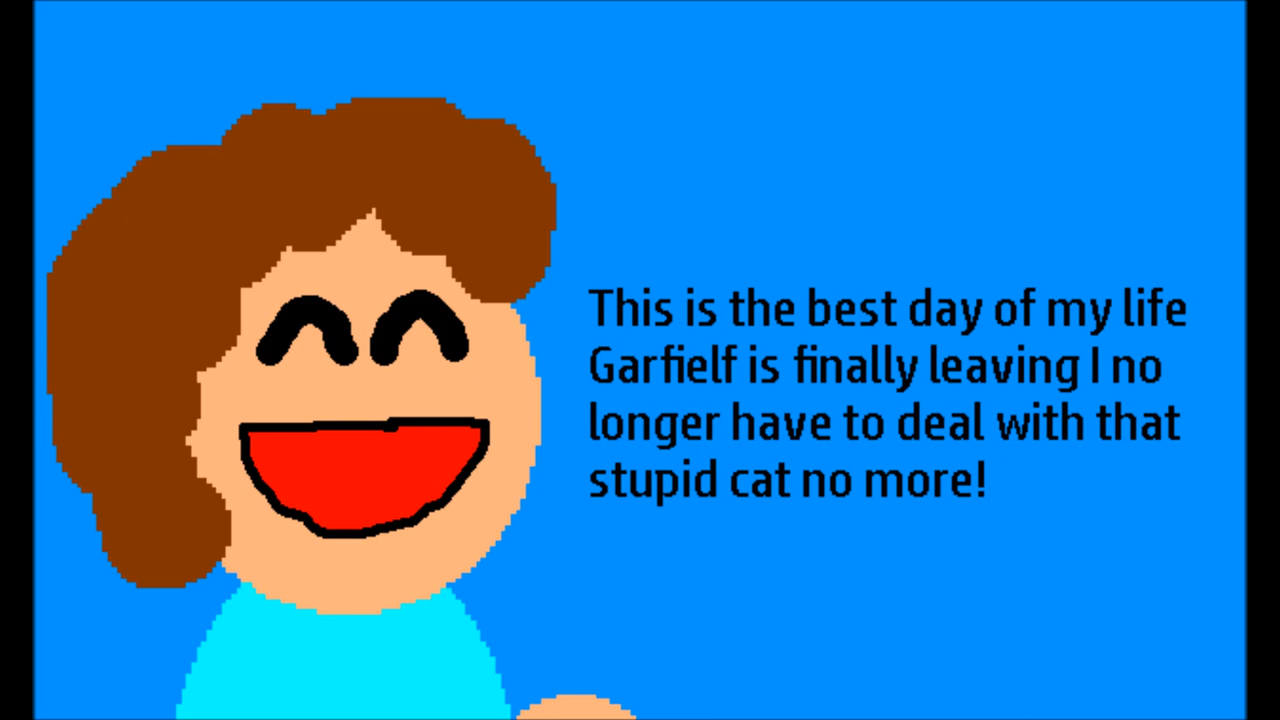 This is the best day of my life
Garfielf is finally leaving I no
longer have to deal with that
stupid cat no more!